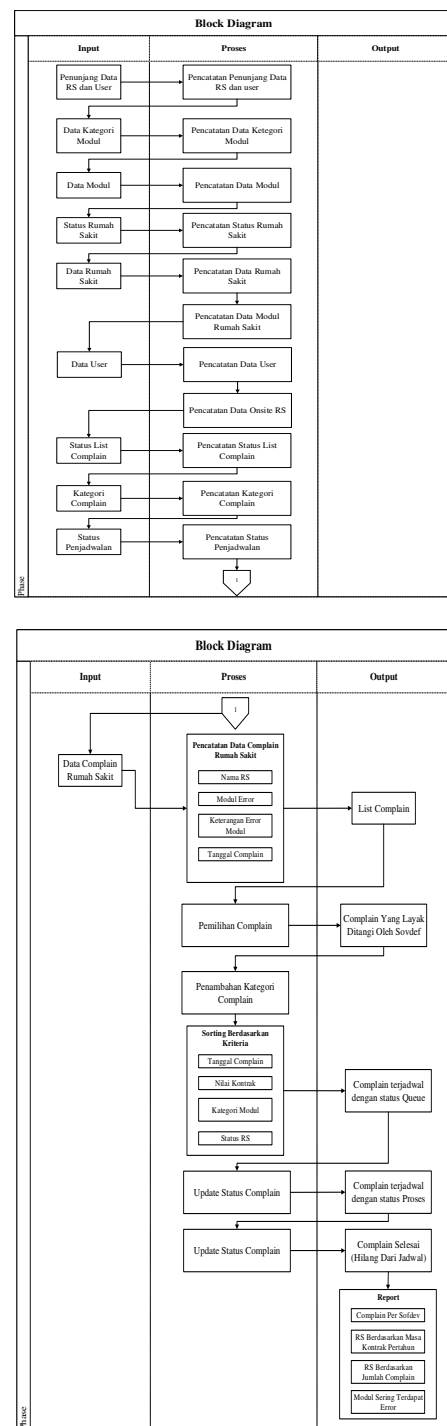 Block Diagram
Input
Proses
Output
Penunjang Data
RS dan User
Pencatatan Penunjang Data
RS dan user
Data Kategori
Modul
Pencatatan Data Ketegori
Modul
Data Modul
Pencatatan Data Modul
Status Rumah
Sakit
Pencatatan Status Rumah
Sakit
Data Rumah
Sakit
Pencatatan Data Rumah
Sakit
Pencatatan Data Modul
Rumah Sakit
Data User
Pencatatan Data User
Pencatatan Data Onsite RS
Status List
Complain
Pencatatan Status List
Complain
Kategori
Complain
Pencatatan Kategori
Complain
Status
Penjadwalan
Pencatatan Status
Penjadwalan
1
Phase
Block Diagram
Input
Proses
Output
1
Data Complain
Rumah Sakit
Pencatatan Data Complain
Rumah Sakit
Nama RS
Modul Error
Keterangan Error
Modul
Tanggal Complain
List Complain
Pemilihan Complain
Complain Yang Layak
Ditangi Oleh Sovdef
Penambahan Kategori
Complain
Sorting Berdasarkan
Kriteria
Tanggal Complain
Nilai Kontrak
Kategori Modul
Status RS
Complain terjadwal
dengan status Queue
Update Status Complain
Complain terjadwal
dengan status Proses
Update Status Complain
Complain Selesai
(Hilang Dari Jadwal)
Report
Complain Per Sofdev
RS Berdasarkan Masa
Kontrak Pertahun
RS Berdasarkan
Jumlah Complain
Modul Sering Terdapat
Error
Phase